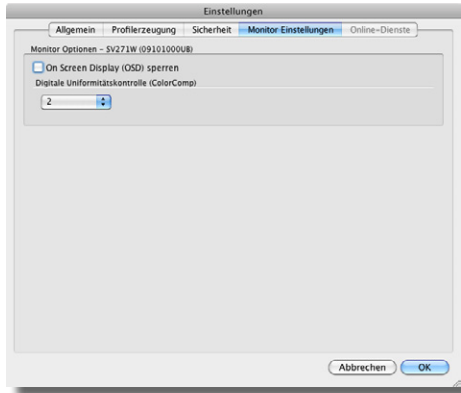 Einstellungen
Allgemein Profilerzeugung Sicherheit Monitor Einstellungen Online-Dienste
Monitor Optionen - SV271W (09101000UB)
On Screen Display (OSD) sperren
Digitale Uniformitätskontrolle (ColorComp)
2
Abbrechen OK